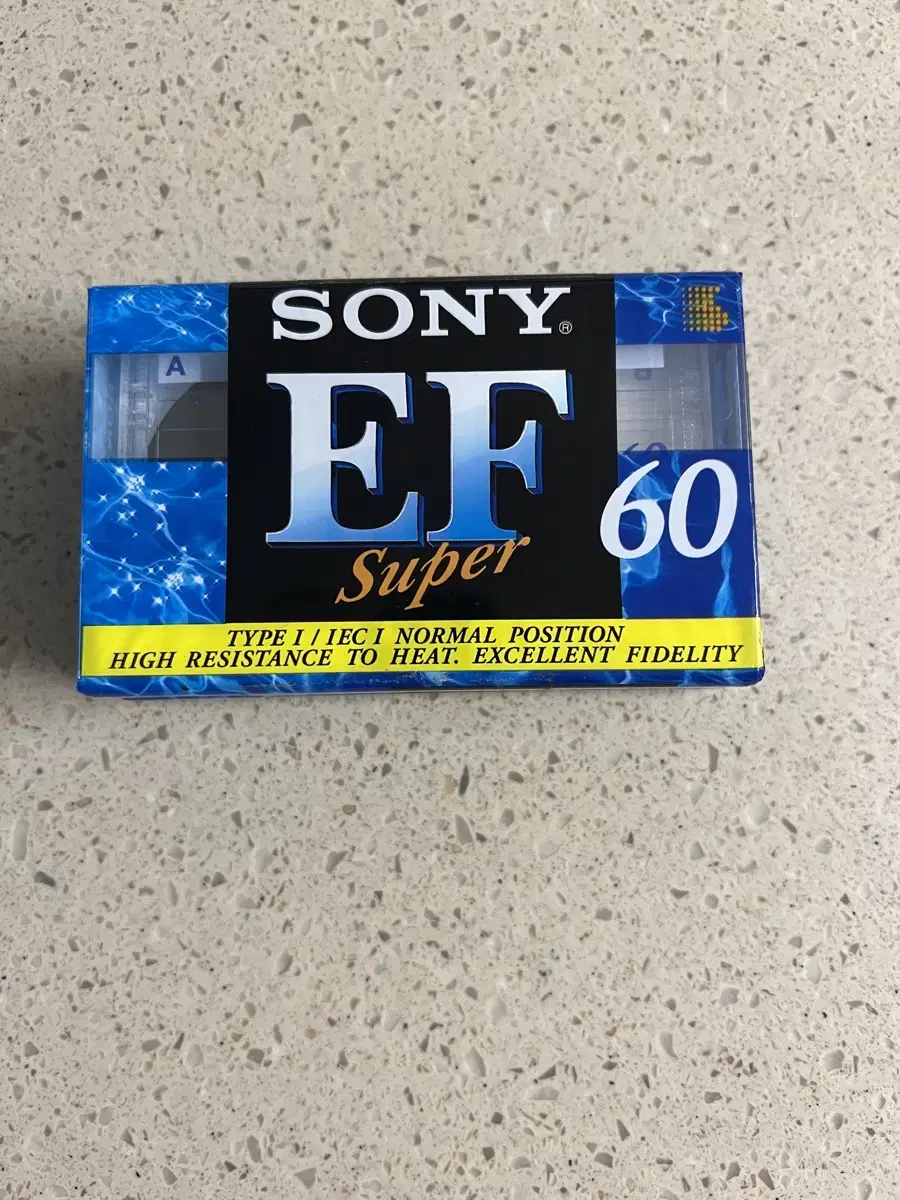 SONY®
A
EF
60
Super
TYPE I / IEC I NORMAL POSITION
HIGH RESISTANCE TO HEAT. EXCELLENT FIDELITY